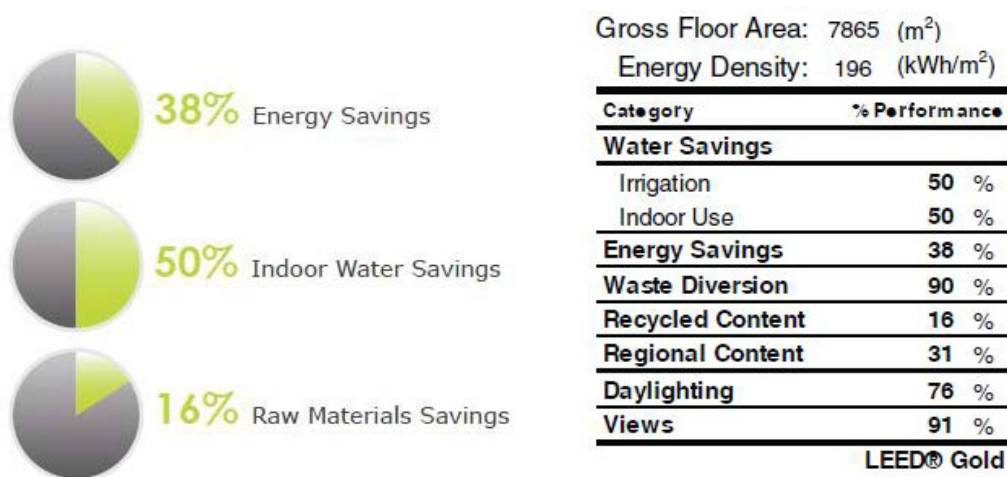 38% Energy Savings
50% Indoor Water Savings
16% Raw Materials Savings
Gross Floor Area: 7865 (m²)
Energy Density: 196 (kWh/m²)
Category % Performance
Water Savings
Irrigation 50 %
Indoor Use 50 %
Energy Savings 38 %
Waste Diversion 90 %
Recycled Content 16 %
Regional Content 31 %
Daylighting 76 %
Views 91 %
LEED® Gold